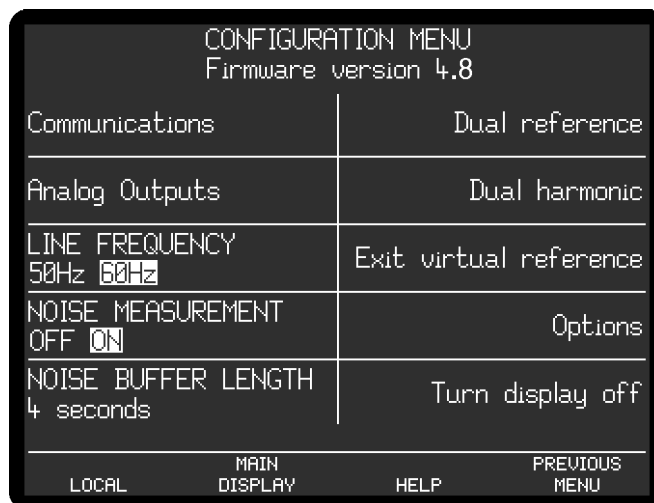 CONFIGURATION MENU
Firmware version 4.8
Communications
Dual reference
Analog Outputs
Dual harmonic
LINE FREQUENCY
50Hz 60Hz
Exit virtual reference
NOISE MEASUREMENT
OFF ON
Options
NOISE BUFFER LENGTH
4 seconds
Turn display off
LOCAL
MAIN
DISPLAY
HELP
PREVIOUS
MENU